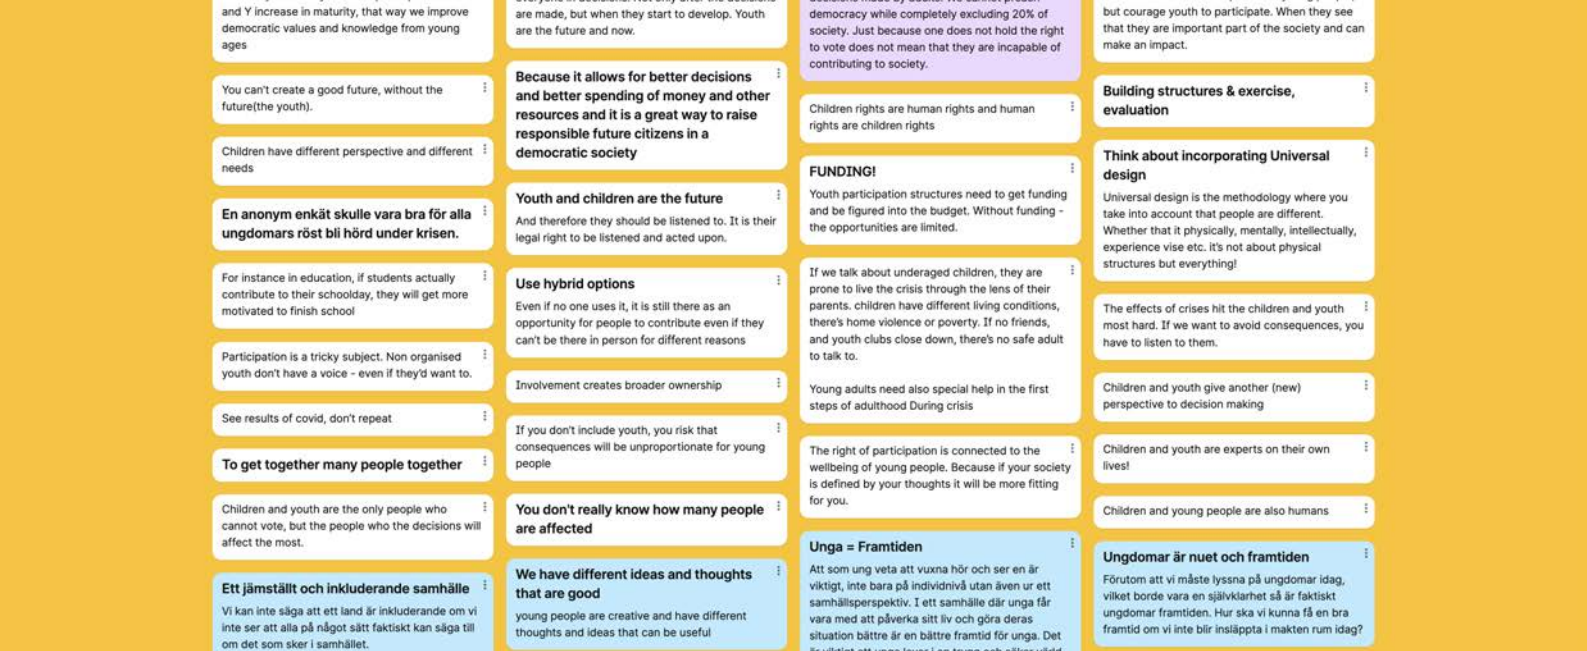 and Y increase in maturity, that way we improve
democratic values and knowledge from young
ages
You can't create a good future, without the
future(the youth).
Children have different perspective and different
needs
En anonym enkät skulle vara bra för alla
ungdomars röst bli hörd under krisen.
For instance in education, if students actually
contribute to their schoolday, they will get more
motivated to finish school
Participation is a tricky subject. Non organised
youth don't have a voice - even if they'd want to.
See results of covid, don't repeat
To get together many people together
Children and youth are the only people who
cannot vote, but the people who the decisions will
affect the most.
Ett jämställt och inkluderande samhälle
Vi kan inte säga att ett land är inkluderande om vi
inte ser att alla på något sätt faktiskt kan säga till
om det som sker i samhället.
are made, but when they start to develop. Youth
are the future and now.
Because it allows for better decisions
and better spending of money and other
resources and it is a great way to raise
responsible future citizens in a
democratic society
Youth and children are the future
And therefore they should be listened to. It is their
legal right to be listened and acted upon.
Use hybrid options
Even if no one uses it, it is still there as an
opportunity for people to contribute even if they
can't be there in person for different reasons
Involvement creates broader ownership
If you don't include youth, you risk that
consequences will be unproportionate for young
people
You don't really know how many people
are affected
We have different ideas and thoughts
that are good
young people are creative and have different
thoughts and ideas that can be useful
democracy while completely excluding 20% of
society. Just because one does not hold the right
to vote does not mean that they are incapable of
contributing to society.
Children rights are human rights and human
rights are children rights
FUNDING!
Youth participation structures need to get funding
and be figured into the budget. Without funding -
the opportunities are limited.
If we talk about underaged children, they are
prone to live the crisis through the lens of their
parents. children have different living conditions,
there's home violence or poverty. If no friends,
and youth clubs close down, there's no safe adult
to talk to.
Young adults need also special help in the first
steps of adulthood During crisis
The right of participation is connected to the
wellbeing of young people. Because if your society
is defined by your thoughts it will be more fitting
for you.
Unga = Framtiden
Att som ung veta att vuxna hör och ser en är
viktigt, inte bara på individnivå utan även ur ett
samhällsperspektiv. I ett samhälle där unga får
vara med att påverka sitt liv och göra deras
situation bättre är en bättre framtid för unga. Det
but courage youth to participate. When they see
that they are important part of the society and can
make an impact.
Building structures & exercise,
evaluation
Think about incorporating Universal
design
Universal design is the methodology where you
take into account that people are different.
Whether that it physically, mentally, intellectually,
experience vise etc. it's not about physical
structures but everything!
The effects of crises hit the children and youth
most hard. If we want to avoid consequences, you
have to listen to them.
Children and youth give another (new)
perspective to decision making
Children and youth are experts on their own
lives!
Children and young people are also humans
Ungdomar är nuet och framtiden
Förutom att vi måste lyssna på ungdomar idag,
vilket borde vara en självklarhet så är faktiskt
ungdomar framtiden. Hur ska vi kunna få en bra
framtid om vi inte blir insläppta i makten rum idag?